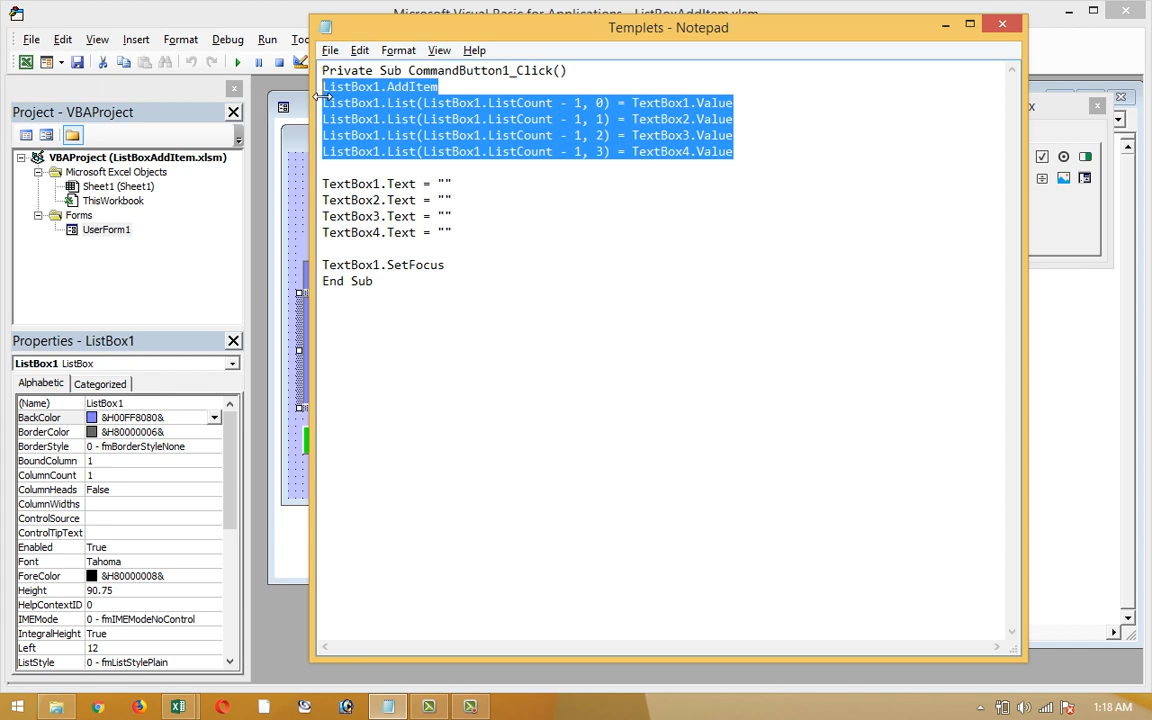 Microsoft Visual Basic for Applications - ListBoxAddItem.xlsm
File Edit View Insert Format Debug Run
Project - VBAProject
VBAProject (ListBoxAddItem.xlsm)
Microsoft Excel Objects
Sheet1 (Sheet1)
ThisWorkbook
Forms
UserForm1
Properties - ListBox1
ListBox1 ListBox
Alphabetic Categorized
(Name) ListBox1
BackColor &H00FF8080&
BorderColor &H80000006&
BorderStyle 0 - fmBorderStyleNone
BoundColumn 1
ColumnCount 1
ColumnHeads False
ColumnWidths
ControlSource
ControlTipText
Enabled True
Font Tahoma
ForeColor &H80000008&
Height 90.75
HelpContextID 0
IMEMode 0 - fmIMEModeNoControl
IntegralHeight True
Left 12
ListStyle 0 - fmListStylePlain
Templets - Notepad
File Edit Format View Help
Private Sub CommandButton1_Click()
ListBox1.AddItem
ListBox1.List(ListBox1.ListCount - 1, 0) = TextBox1.Value
ListBox1.List(ListBox1.ListCount - 1, 1) = TextBox2.Value
ListBox1.List(ListBox1.ListCount - 1, 2) = TextBox3.Value
ListBox1.List(ListBox1.ListCount - 1, 3) = TextBox4.Value
TextBox1.Text = ""
TextBox2.Text = ""
TextBox3.Text = ""
TextBox4.Text = ""
TextBox1.SetFocus
End Sub
1:18 AM